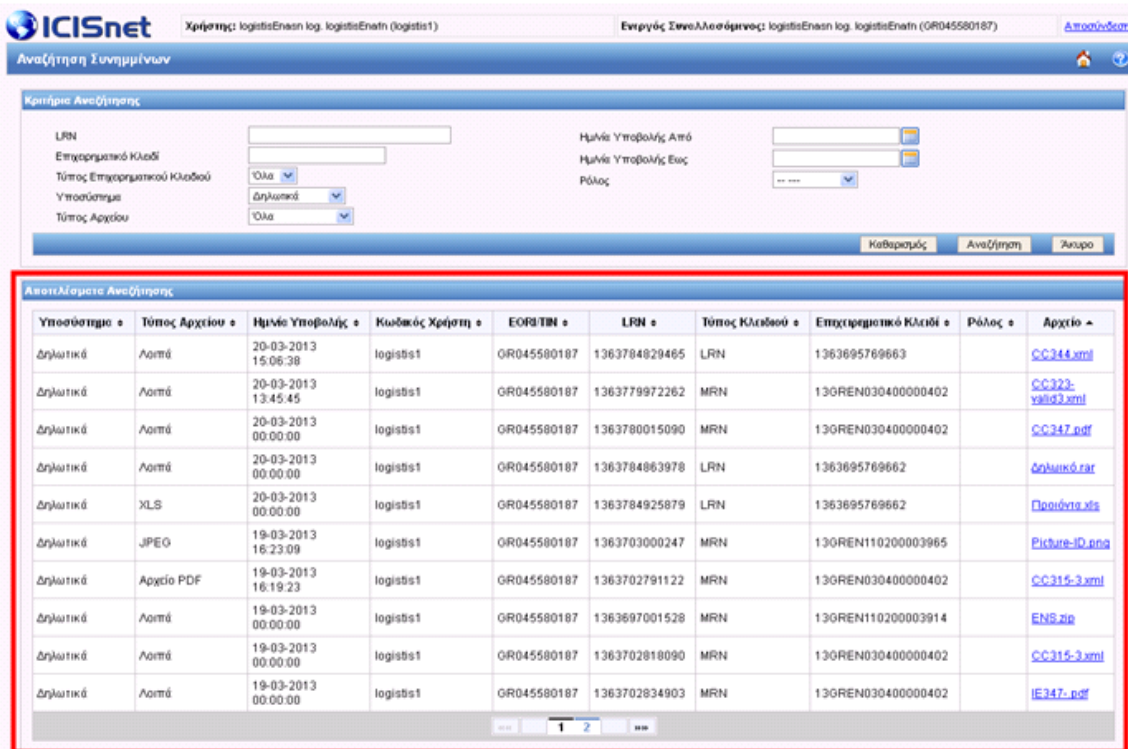 ICISnet
Χρήστης: logistisEnasn log. logistisEnatn (logistis1) Ενεργός Συναλλασόμενος: logistisEnasn log. logistisEnatn (GR045580187) Αποσύνδεση
Αναζήτηση Συνημμένων
Κριτήρια Αναζήτησης
LRN Ημ/νία Υποβολής Από
Επιχειρηματικό Κλειδί Ημ/νία Υποβολής Εως
Τύπος Επιχειρηματικού Κλειδιού Όλα Ρόλος -- ---
Υποσύστημα Δηλωτικά
Τύπος Αρχείου Όλα
Καθαρισμός Αναζήτηση Άκυρο
Αποτελέσματα Αναζήτησης
Υποσύστημα Τύπος Αρχείου Ημ/νία Υποβολής Κωδικός Χρήστη EORI/TIN LRN Τύπος Κλειδιού Επιχειρηματικό Κλειδί Ρόλος Αρχείο
Δηλωτικά Λοιπά 20-03-2013 15:06:38 logistis1 GR045580187 1363784829465 LRN 1363695769663 CC344.xml
Δηλωτικά Λοιπά 20-03-2013 13:45:45 logistis1 GR045580187 1363779972262 MRN 13GREN030400000402 CC323-valid3.xml
Δηλωτικά Λοιπά 20-03-2013 00:00:00 logistis1 GR045580187 1363780015090 MRN 13GREN030400000402 CC347.pdf
Δηλωτικά Λοιπά 20-03-2013 00:00:00 logistis1 GR045580187 1363784863978 LRN 1363695769662 Δηλωικό.rar
Δηλωτικά XLS 20-03-2013 00:00:00 logistis1 GR045580187 1363784925879 LRN 1363695769662 Προιόντα.xls
Δηλωτικά JPEG 19-03-2013 16:23:09 logistis1 GR045580187 1363703000247 MRN 13GREN110200003965 Picture-ID.png
Δηλωτικά Αρχείο PDF 19-03-2013 16:19:23 logistis1 GR045580187 1363702791122 MRN 13GREN030400000402 CC315-3.xml
Δηλωτικά Λοιπά 19-03-2013 00:00:00 logistis1 GR045580187 1363697001528 MRN 13GREN110200003914 ENS.zip
Δηλωτικά Λοιπά 19-03-2013 00:00:00 logistis1 GR045580187 1363702818090 MRN 13GREN030400000402 CC315-3.xml
Δηλωτικά Λοιπά 19-03-2013 00:00:00 logistis1 GR045580187 1363702834903 MRN 13GREN030400000402 IE347-.pdf
«« 1 2 »»